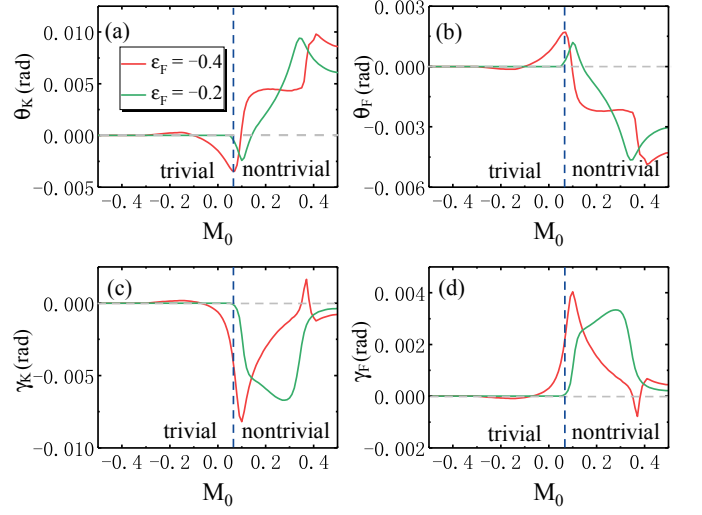 (a)
θK (rad)
0.010
0.005
0.000
-0.005
εF = −0.4
εF = −0.2
trivial
nontrivial
-0.4 -0.2 0.0 0.2 0.4
M0
(b)
θF (rad)
0.003
0.000
-0.003
-0.006
trivial
nontrivial
-0.4 -0.2 0.0 0.2 0.4
M0
(c)
γK (rad)
0.000
-0.005
-0.010
trivial
nontrivial
-0.4 -0.2 0.0 0.2 0.4
M0
(d)
γF (rad)
0.004
0.002
0.000
-0.002
trivial
nontrivial
-0.4 -0.2 0.0 0.2 0.4
M0